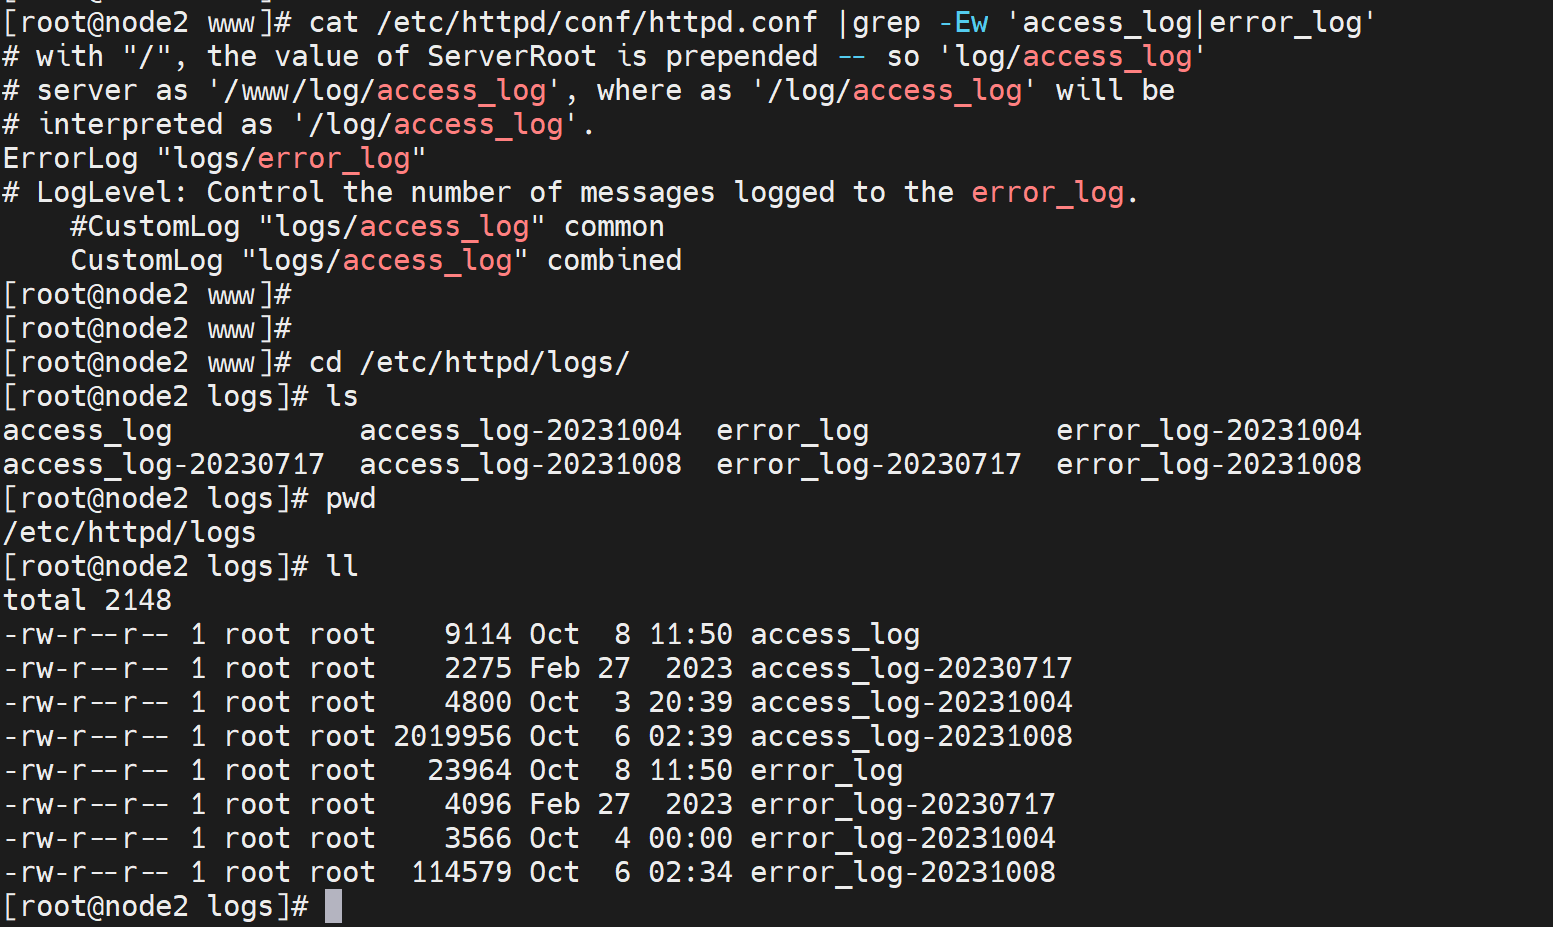 [root@node2 www]# cat /etc/httpd/conf/httpd.conf |grep -Ew 'access_log|error_log'
# with "/", the value of ServerRoot is prepended -- so 'log/access_log'
# server as '/www/log/access_log', where as '/log/access_log' will be
# interpreted as '/log/access_log'.
ErrorLog "logs/error_log"
# LogLevel: Control the number of messages logged to the error_log.
    #CustomLog "logs/access_log" common
    CustomLog "logs/access_log" combined
[root@node2 www]#
[root@node2 www]#
[root@node2 www]# cd /etc/httpd/logs/
[root@node2 logs]# ls
access_log           access_log-20231004  error_log           error_log-20231004
access_log-20230717  access_log-20231008  error_log-20230717  error_log-20231008
[root@node2 logs]# pwd
/etc/httpd/logs
[root@node2 logs]# ll
total 2148
-rw-r--r-- 1 root root    9114 Oct  8 11:50 access_log
-rw-r--r-- 1 root root    2275 Feb 27  2023 access_log-20230717
-rw-r--r-- 1 root root    4800 Oct  3 20:39 access_log-20231004
-rw-r--r-- 1 root root 2019956 Oct  6 02:39 access_log-20231008
-rw-r--r-- 1 root root   23964 Oct  8 11:50 error_log
-rw-r--r-- 1 root root    4096 Feb 27  2023 error_log-20230717
-rw-r--r-- 1 root root    3566 Oct  4 00:00 error_log-20231004
-rw-r--r-- 1 root root  114579 Oct  6 02:34 error_log-20231008
[root@node2 logs]#